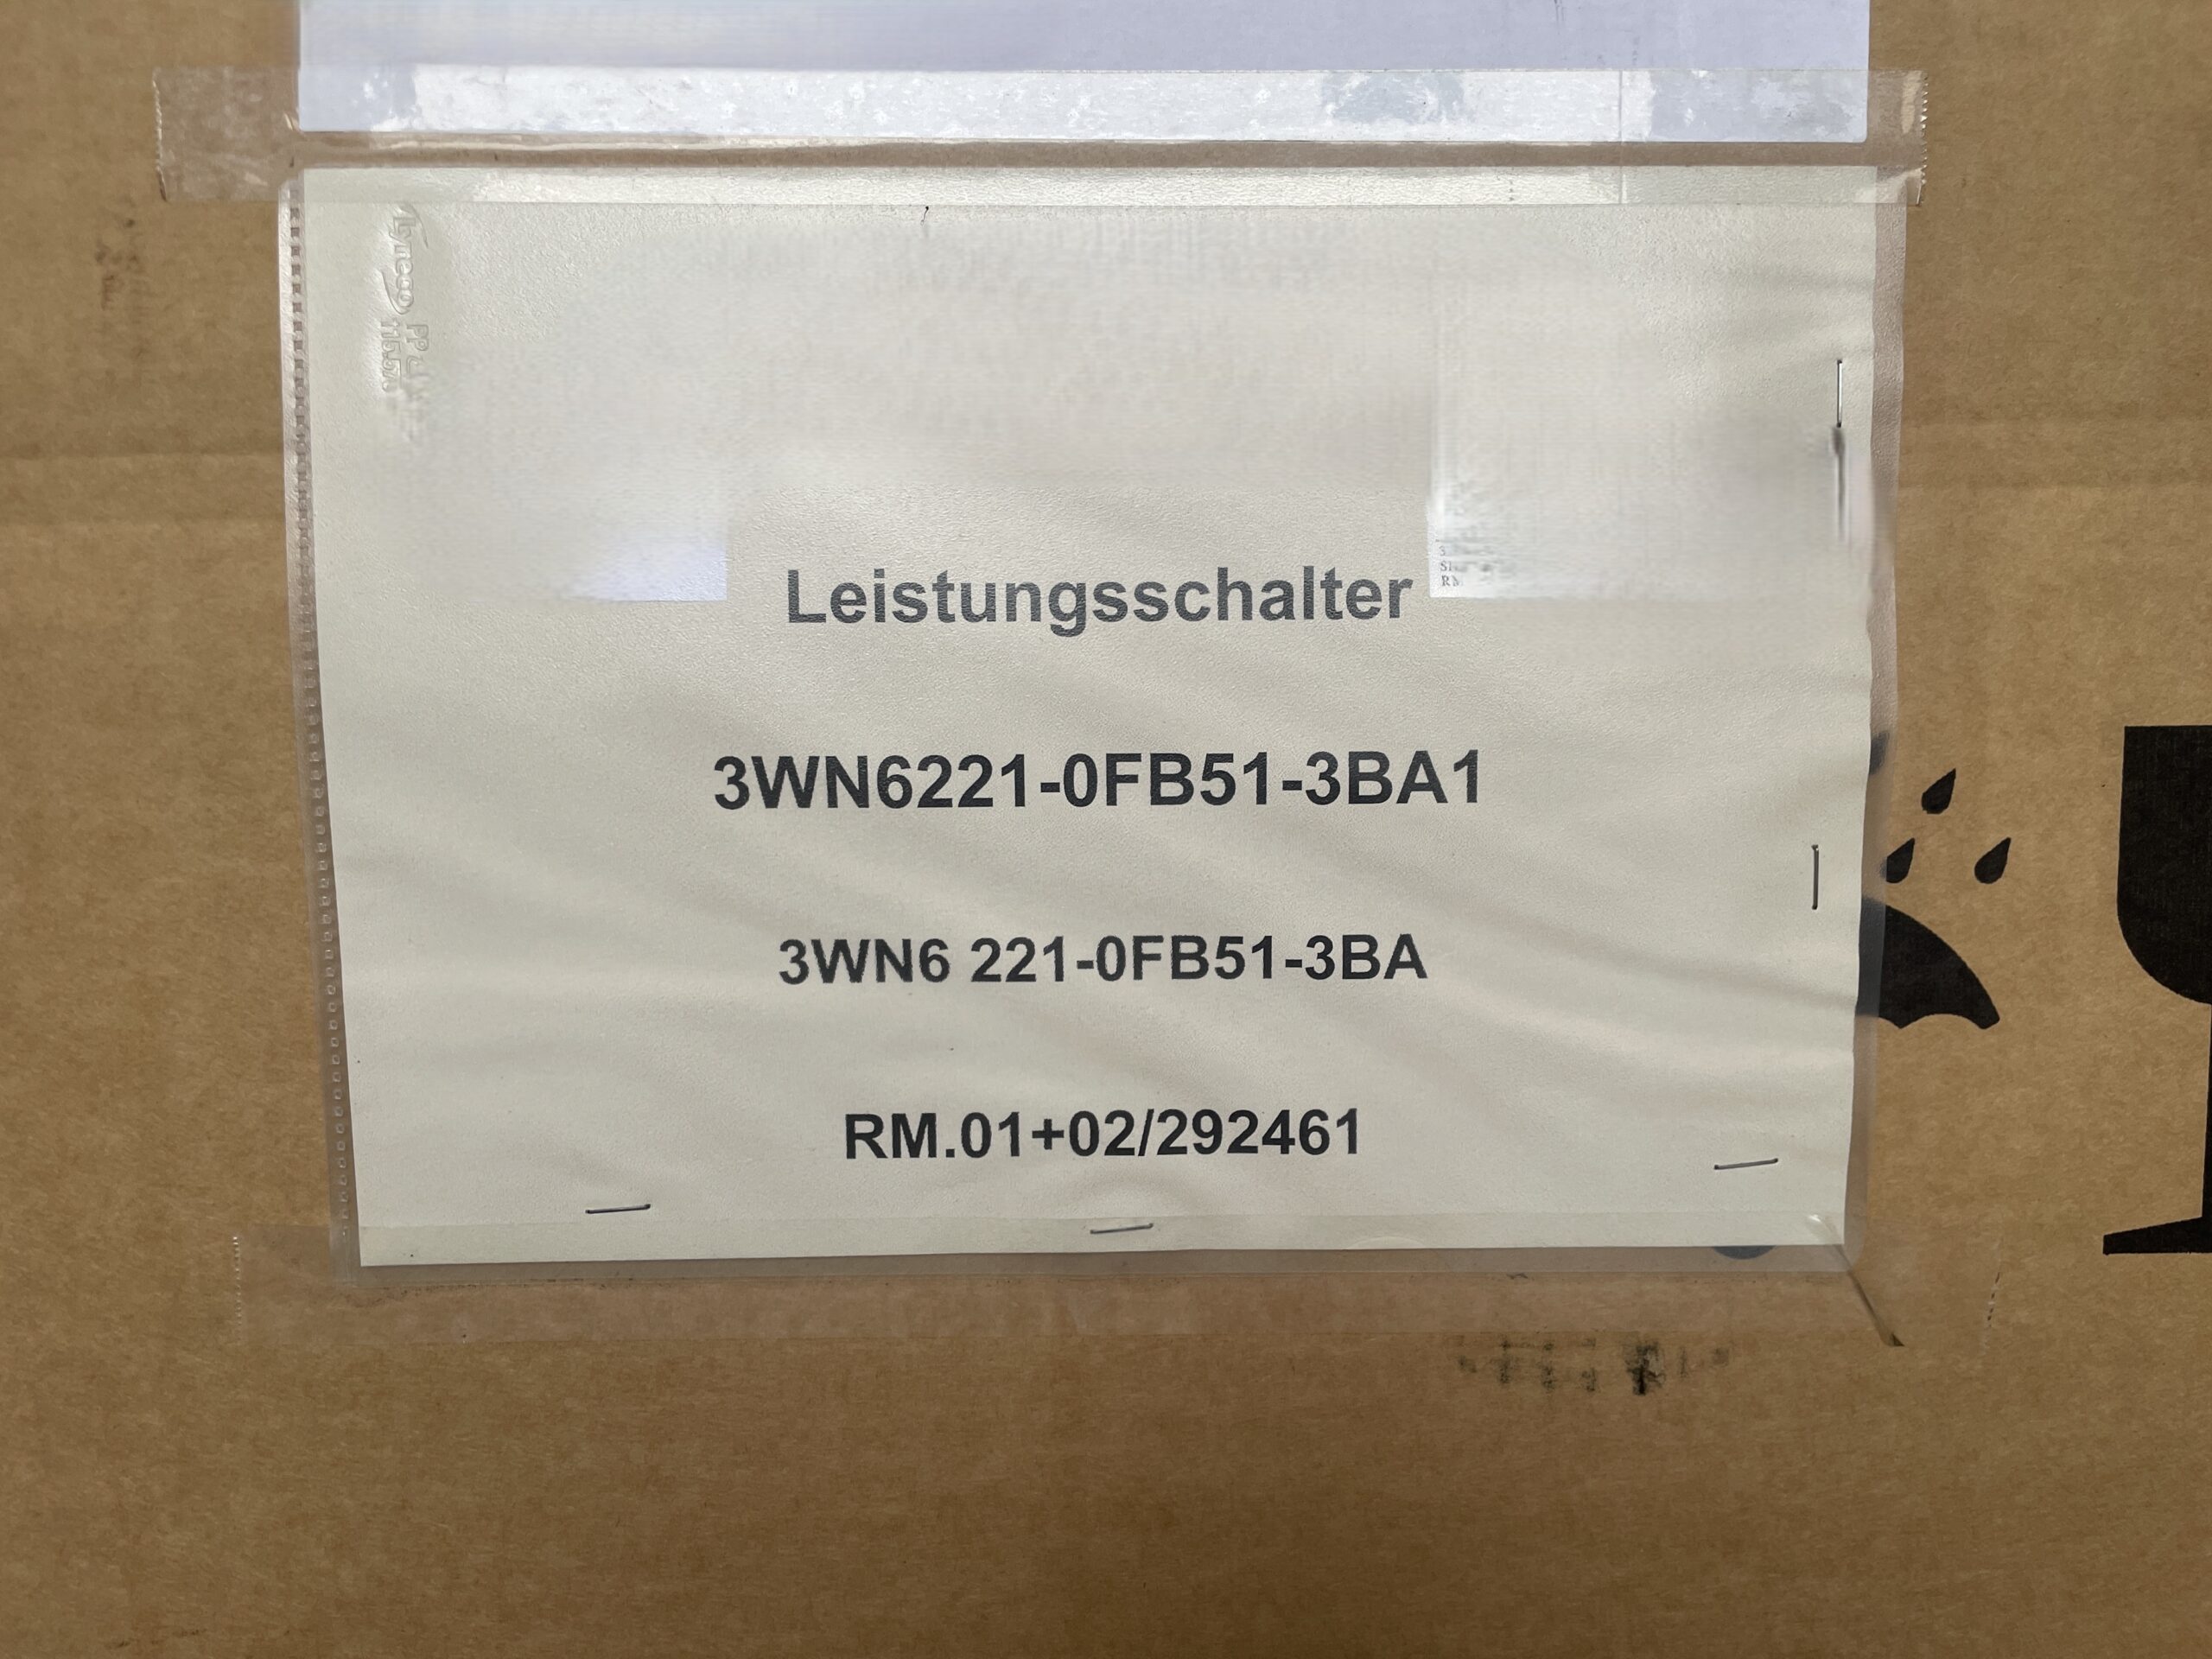 Leistungsschalter
3WN6221-0FB51-3BA1
3WN6 221-0FB51-3BA
RM.01+02/292461